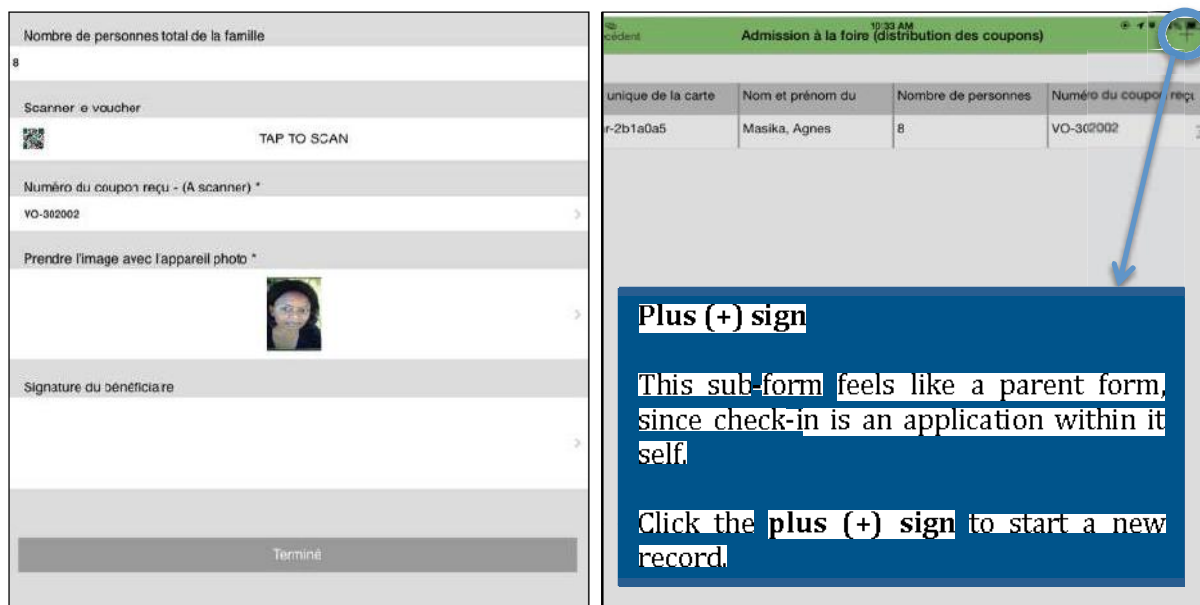 Nombre de personnes total de la famille
8
Scanner le voucher
TAP TO SCAN
Numéro du coupon reçu - (A scanner) *
VO-302002
Prendre l'image avec l'appareil photo *
Signature du bénéficiaire
Terminé
10:33 AM
écédent
Admission à la foire (distribution des coupons)
unique de la carte
Nom et prénom du
Nombre de personnes
Numéro du coupon reçu
r-2b1a0a5
Masika, Agnes
8
VO-302002
Plus (+) sign
This sub-form feels like a parent form,
since check-in is an application within it
self.
Click the plus (+) sign to start a new
record.